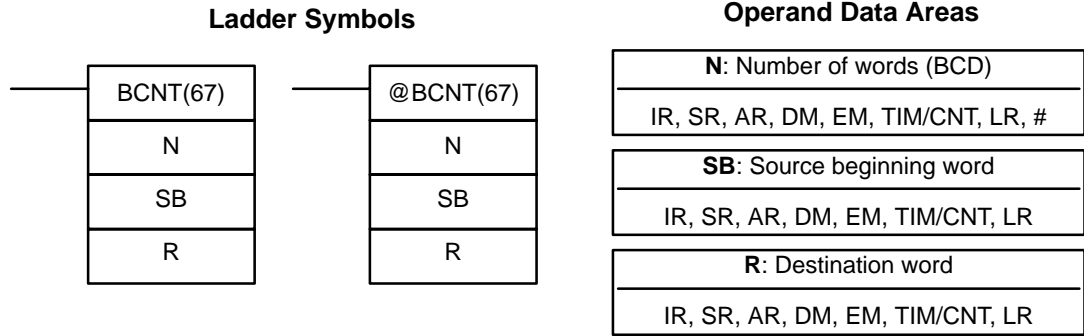 Ladder Symbols
BCNT(67)
N
SB
R
@BCNT(67)
N
SB
R
Operand Data Areas
N: Number of words (BCD)
IR, SR, AR, DM, EM, TIM/CNT, LR, #
SB: Source beginning word
IR, SR, AR, DM, EM, TIM/CNT, LR
R: Destination word
IR, SR, AR, DM, EM, TIM/CNT, LR